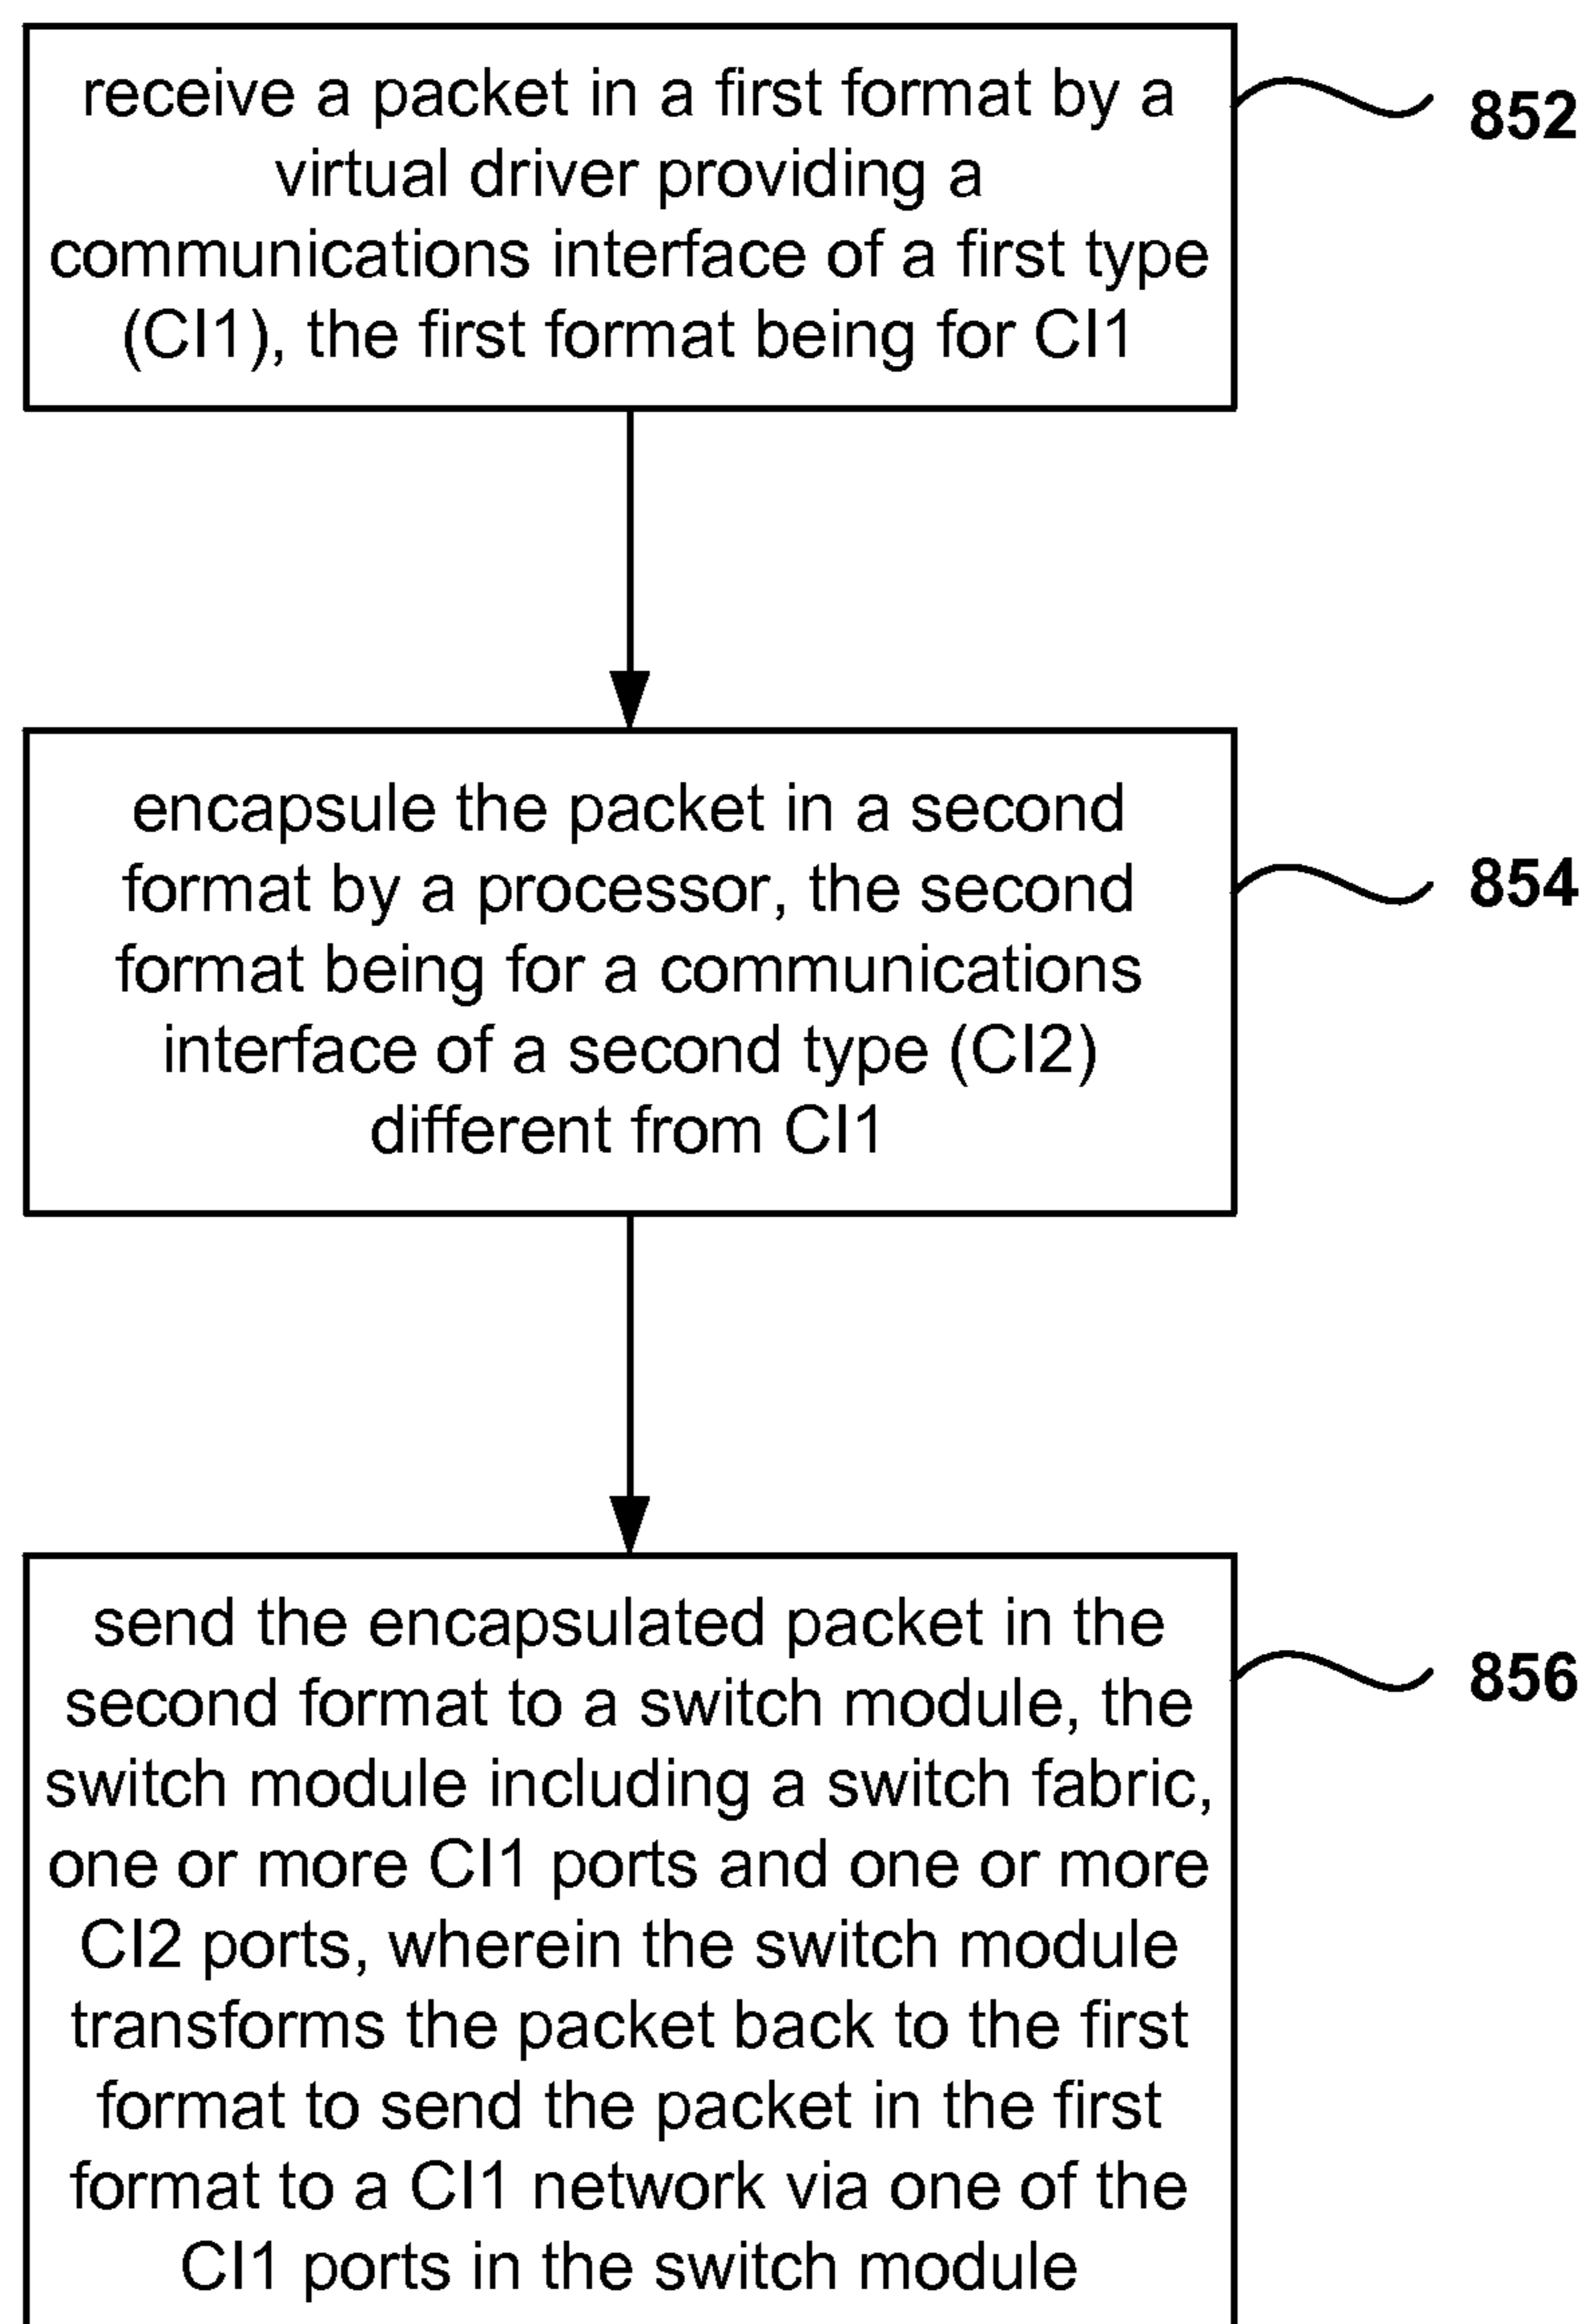 receive a packet in a first format by a
virtual driver providing a
communications interface of a first type
(CI1), the first format being for CI1
852
encapsule the packet in a second
format by a processor, the second
format being for a communications
interface of a second type (CI2)
different from CI1
854
send the encapsulated packet in the
second format to a switch module, the
switch module including a switch fabric,
one or more CI1 ports and one or more
CI2 ports, wherein the switch module
transforms the packet back to the first
format to send the packet in the first
format to a CI1 network via one of the
CI1 ports in the switch module
856